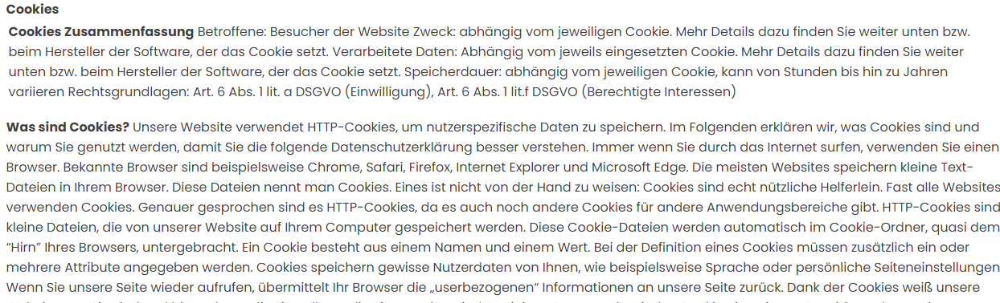 Cookies
Cookies Zusammenfassung Betroffene: Besucher der Website Zweck: abhängig vom jeweiligen Cookie. Mehr Details dazu finden Sie weiter unten bzw.
beim Hersteller der Software, der das Cookie setzt. Verarbeitete Daten: Abhängig vom jeweils eingesetzten Cookie. Mehr Details dazu finden Sie weiter
unten bzw. beim Hersteller der Software, der das Cookie setzt. Speicherdauer: abhängig vom jeweiligen Cookie, kann von Stunden bis hin zu Jahren
variieren Rechtsgrundlagen: Art. 6 Abs. 1 lit. a DSGVO (Einwilligung), Art. 6 Abs. 1 lit.f DSGVO (Berechtigte Interessen)
Was sind Cookies? Unsere Website verwendet HTTP-Cookies, um nutzerspezifische Daten zu speichern. Im Folgenden erklären wir, was Cookies sind und
warum Sie genutzt werden, damit Sie die folgende Datenschutzerklärung besser verstehen. Immer wenn Sie durch das Internet surfen, verwenden Sie einen
Browser. Bekannte Browser sind beispielsweise Chrome, Safari, Firefox, Internet Explorer und Microsoft Edge. Die meisten Websites speichern kleine Text-
Dateien in Ihrem Browser. Diese Dateien nennt man Cookies. Eines ist nicht von der Hand zu weisen: Cookies sind echt nützliche Helferlein. Fast alle Websites
verwenden Cookies. Genauer gesprochen sind es HTTP-Cookies, da es auch noch andere Cookies für andere Anwendungsbereiche gibt. HTTP-Cookies sind
kleine Dateien, die von unserer Website auf Ihrem Computer gespeichert werden. Diese Cookie-Dateien werden automatisch im Cookie-Ordner, quasi dem
“Hirn” Ihres Browsers, untergebracht. Ein Cookie besteht aus einem Namen und einem Wert. Bei der Definition eines Cookies müssen zusätzlich ein oder
mehrere Attribute angegeben werden. Cookies speichern gewisse Nutzerdaten von Ihnen, wie beispielsweise Sprache oder persönliche Seiteneinstellungen
Wenn Sie unsere Seite wieder aufrufen, übermittelt Ihr Browser die „userbezogenen“ Informationen an unsere Seite zurück. Dank der Cookies weiß unsere